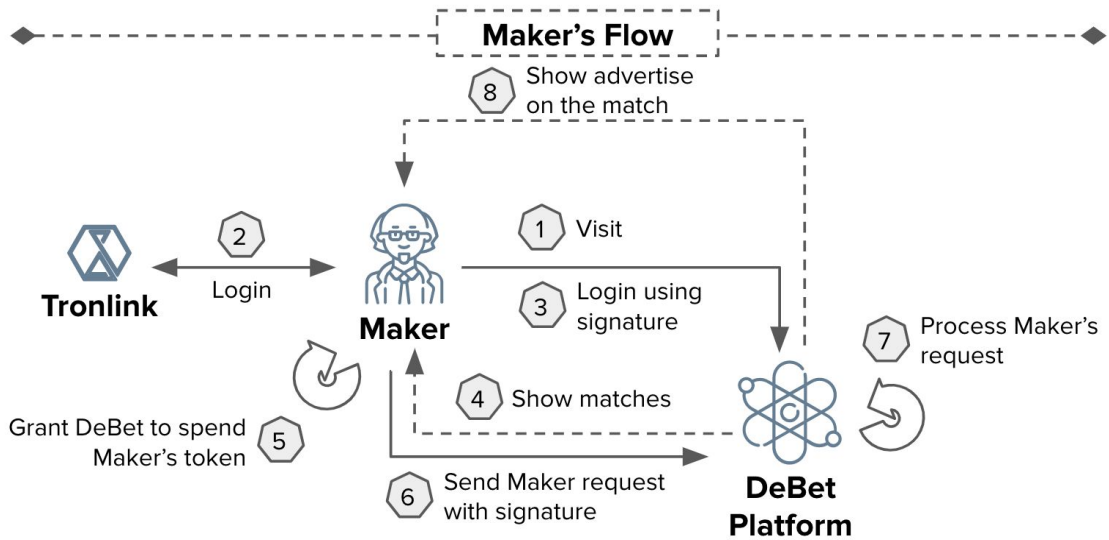 Maker's Flow
8
Show advertise
on the match
2
Login
Tronlink
Maker
1
Visit
3
Login using
signature
7
Process Maker's
request
4
Show matches
Grant DeBet to spend
Maker's token
5
6
Send Maker request
with signature
DeBet
Platform